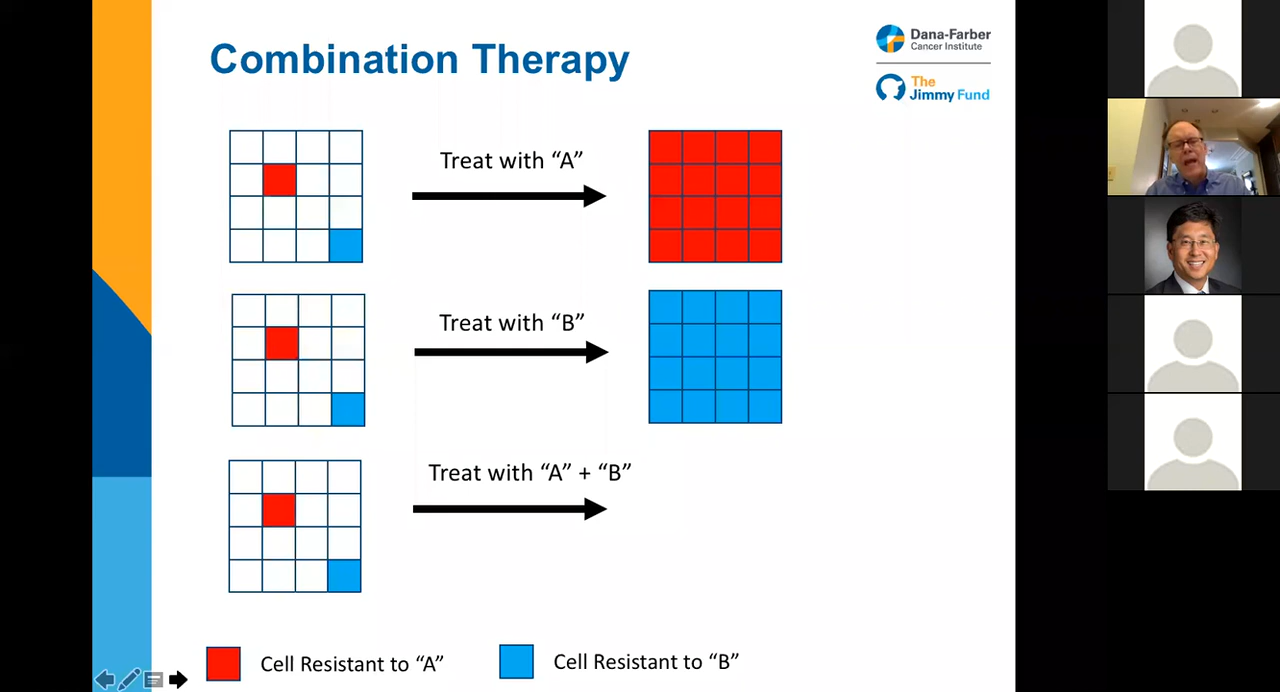 Combination Therapy
Dana-Farber
Cancer Institute
The
Jimmy Fund
Treat with “A”
Treat with “B”
Treat with “A” + “B”
Cell Resistant to “A”
Cell Resistant to “B”